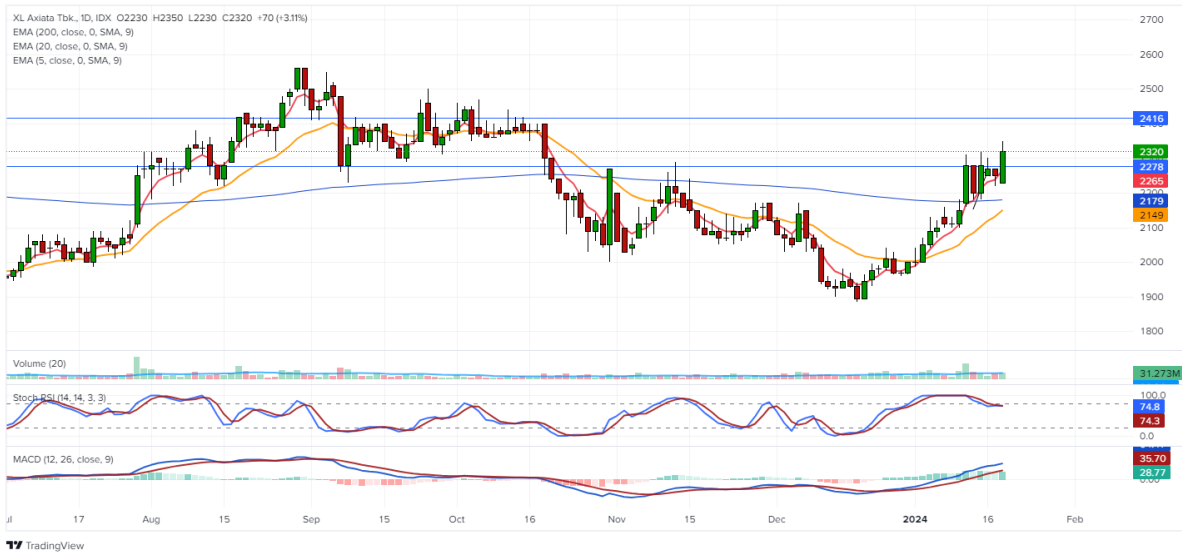 XL Axiata Tbk., 1D, IDX O2230 H2350 L2230 C2320 +70 (+3.11%)
EMA (200, close, 0, SMA, 9)
EMA (20, close, 0, SMA, 9)
EMA (5, close, 0, SMA, 9)
2700
2600
2500
2416
2320
2278
2265
2179
2149
2100
2000
1900
1800
Volume (20)
31.273M
Stoch RSI (14, 14, 3, 3)
100.0
74.8
74.3
0.0
MACD (12, 26, close, 9)
35.70
28.77
17 Aug 15 Sep 15 Oct 16 Nov 15 Dec 2024 16 Feb
TradingView